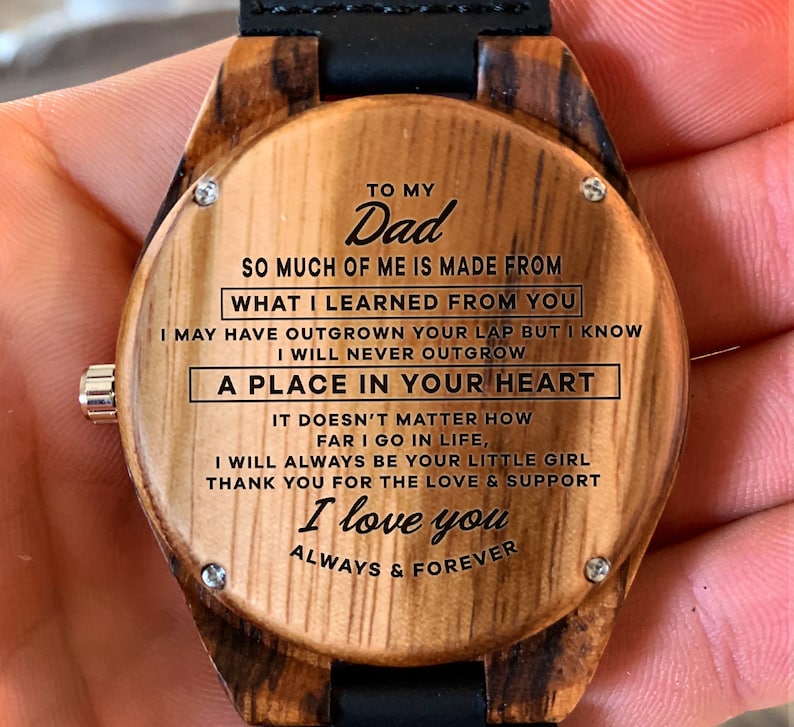 TO MY
Dad
SO MUCH OF ME IS MADE FROM
WHAT I LEARNED FROM YOU
I MAY HAVE OUTGROWN YOUR LAP BUT I KNOW
I WILL NEVER OUTGROW
A PLACE IN YOUR HEART
IT DOESN'T MATTER HOW
FAR I GO IN LIFE,
I WILL ALWAYS BE YOUR LITTLE GIRL
THANK YOU FOR THE LOVE & SUPPORT
I love you
ALWAYS & FOREVER